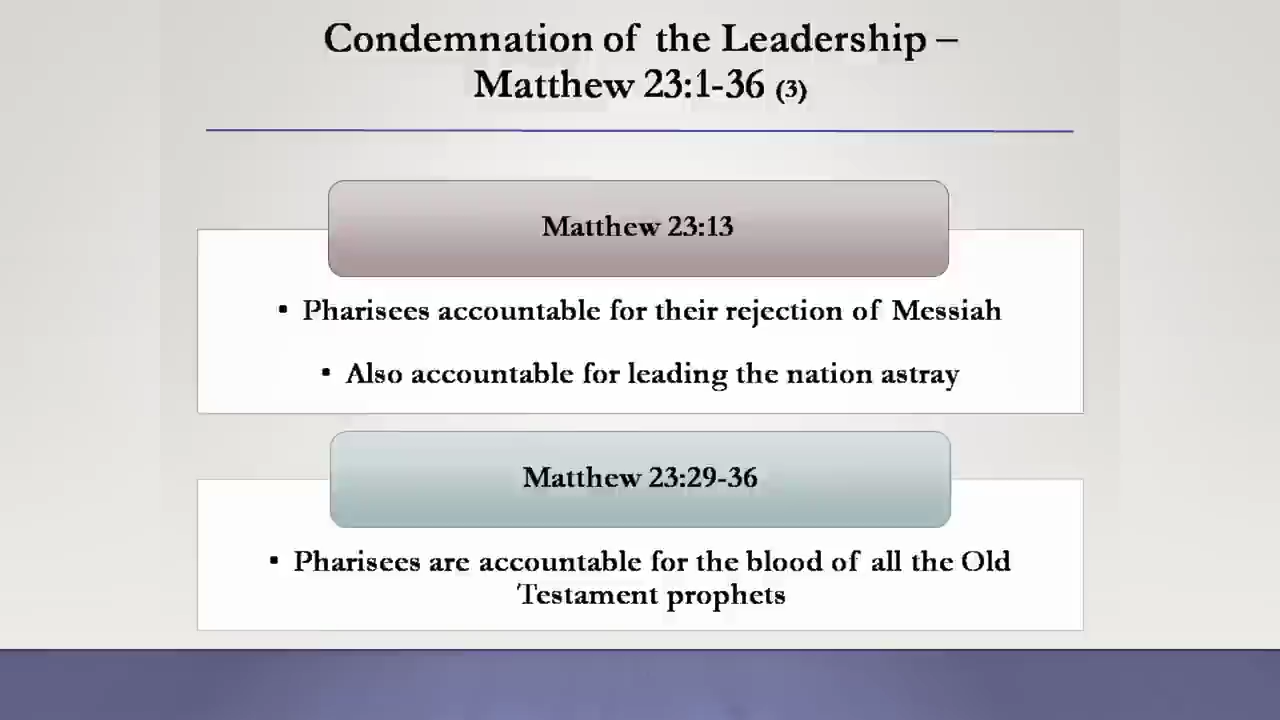 Condemnation of the Leadership –
Matthew 23:1-36 (3)
Matthew 23:13
▪ Pharisees accountable for their rejection of Messiah
▪ Also accountable for leading the nation astray
Matthew 23:29-36
▪ Pharisees are accountable for the blood of all the Old
Testament prophets